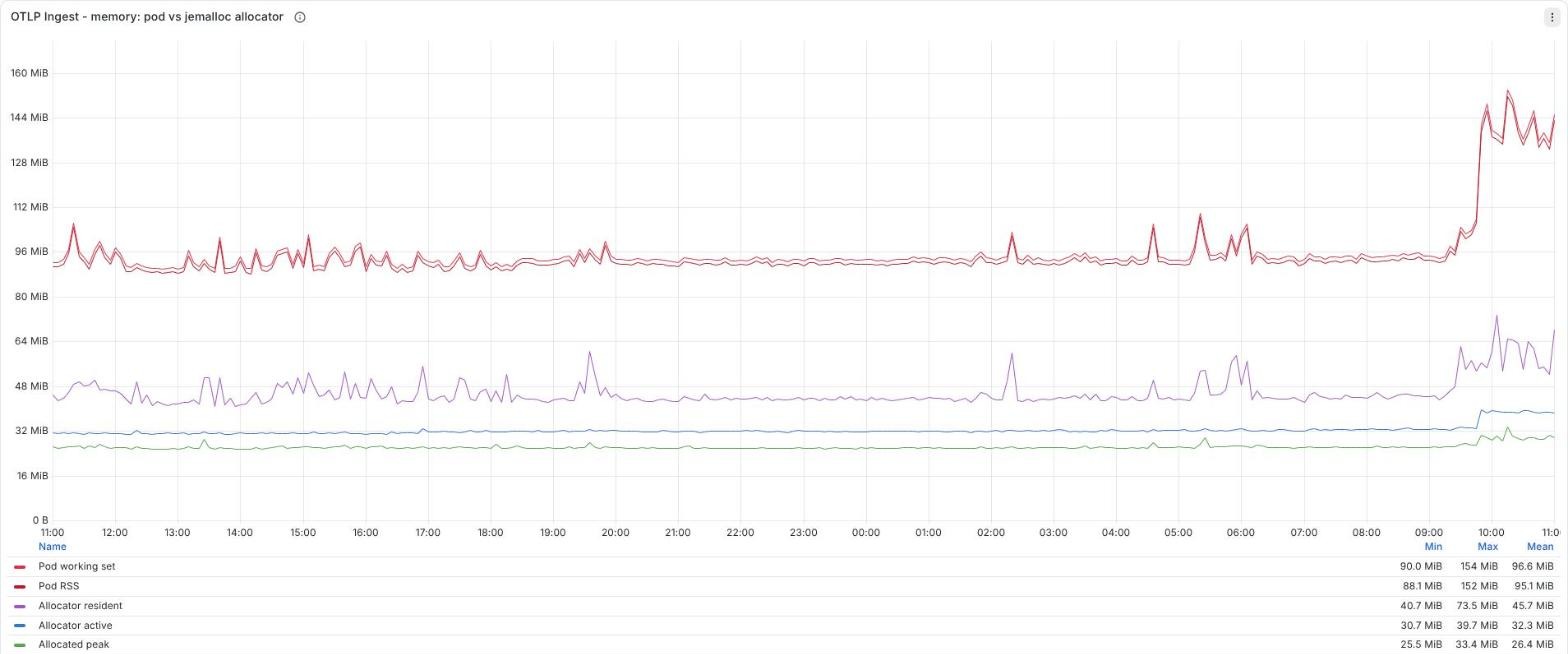 OTLP Ingest - memory: pod vs jemalloc allocator
160 MiB
144 MiB
128 MiB
112 MiB
96 MiB
80 MiB
64 MiB
48 MiB
32 MiB
16 MiB
0 B
11:00 12:00 13:00 14:00 15:00 16:00 17:00 18:00 19:00 20:00 21:00 22:00 23:00 00:00 01:00 02:00 03:00 04:00 05:00 06:00 07:00 08:00 09:00 10:00 11:0
Name Min Max Mean
Pod working set 90.0 MiB 154 MiB 96.6 MiB
Pod RSS 88.1 MiB 152 MiB 95.1 MiB
Allocator resident 40.7 MiB 73.5 MiB 45.7 MiB
Allocator active 30.7 MiB 39.7 MiB 32.3 MiB
Allocated peak 25.5 MiB 33.4 MiB 26.4 MiB